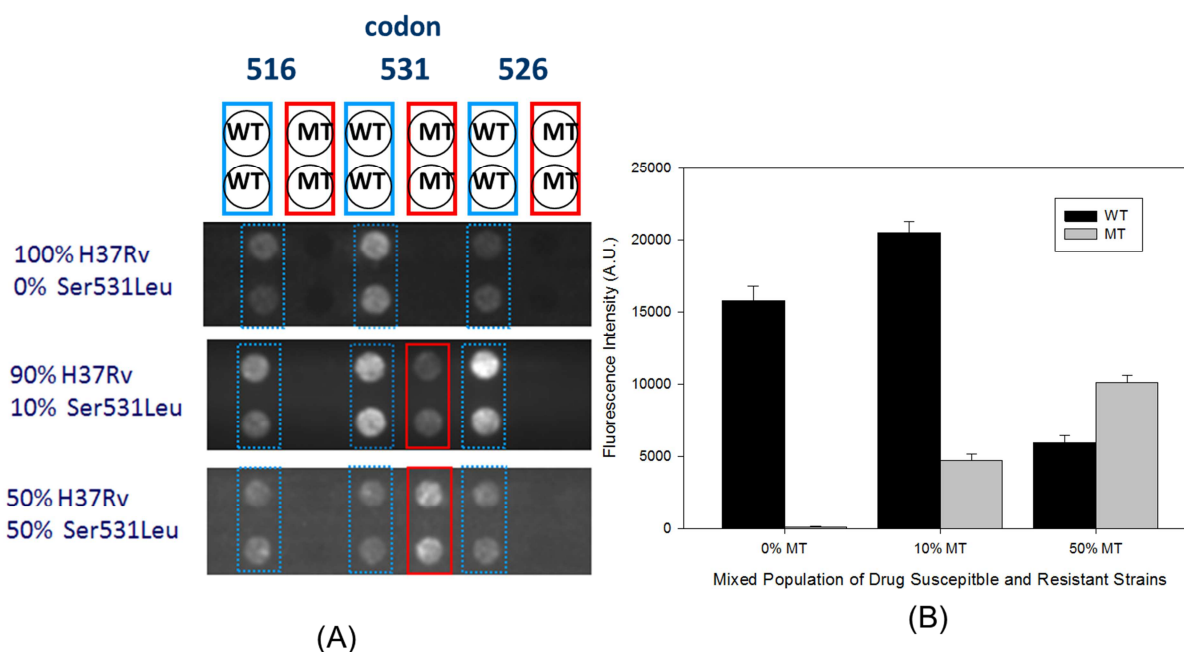 codon
516 531 526
WT MT WT MT WT MT
WT MT WT MT WT MT
100% H37Rv
0% Ser531Leu
90% H37Rv
10% Ser531Leu
50% H37Rv
50% Ser531Leu
(A)
25000
20000
15000
10000
5000
0
Fluorescence Intensity (A.U.)
WT
MT
0% MT 10% MT 50% MT
Mixed Population of Drug Suscepitble and Resistant Strains
(B)